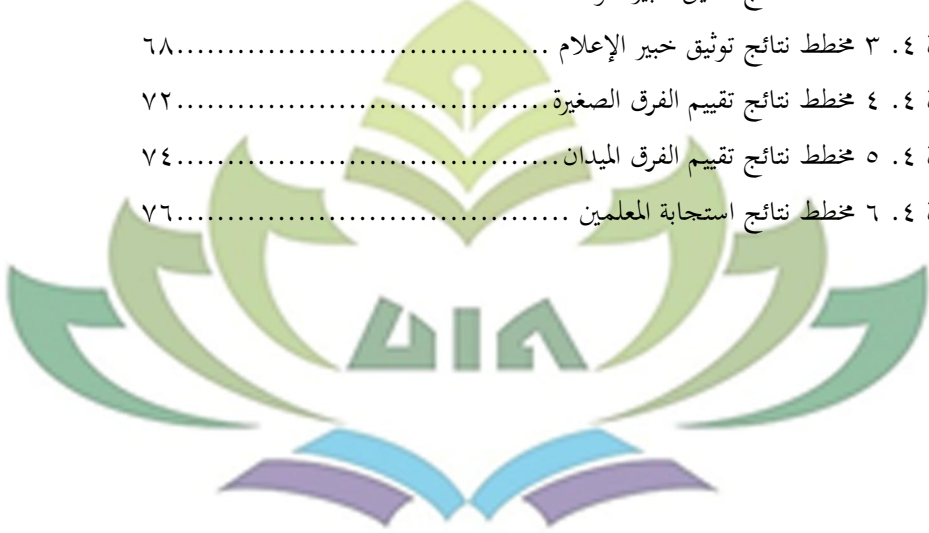 ٤. ٣ مخطط نتائج توثيق خبير الإعلام ..................................... ٦٨
٤. ٤ مخطط نتائج تقييم الفرق الصغيرة..................................... ٧٢
٤. ٥ مخطط نتائج تقييم الفرق الميدان..................................... ٧٤
٤. ٦ مخطط نتائج استجابة المعلمين ..................................... ٧٦
UIN